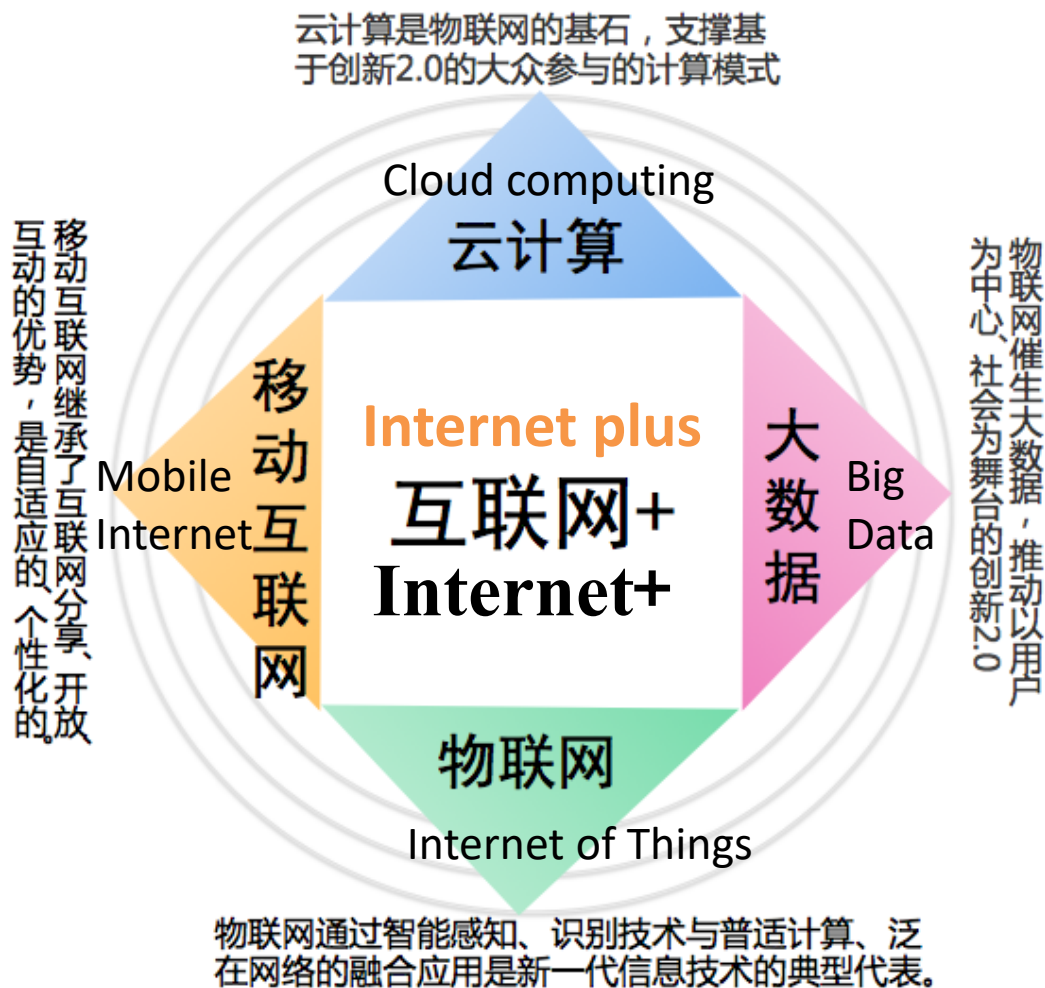 云计算是物联网的基石，支撑基
于创新2.0的大众参与的计算模式
Cloud computing
云计算
移动互联网继承了互联网分享、开放、
互动的优势，是自适应的、个性化的。
移动互联网
Mobile
Internet
Internet plus
互联网+
Internet+
大数据
Big
Data
物联网催生大数据，推动以用户
为中心、社会为舞台的创新2.0
物联网
Internet of Things
物联网通过智能感知、识别技术与普适计算、泛
在网络的融合应用是新一代信息技术的典型代表。